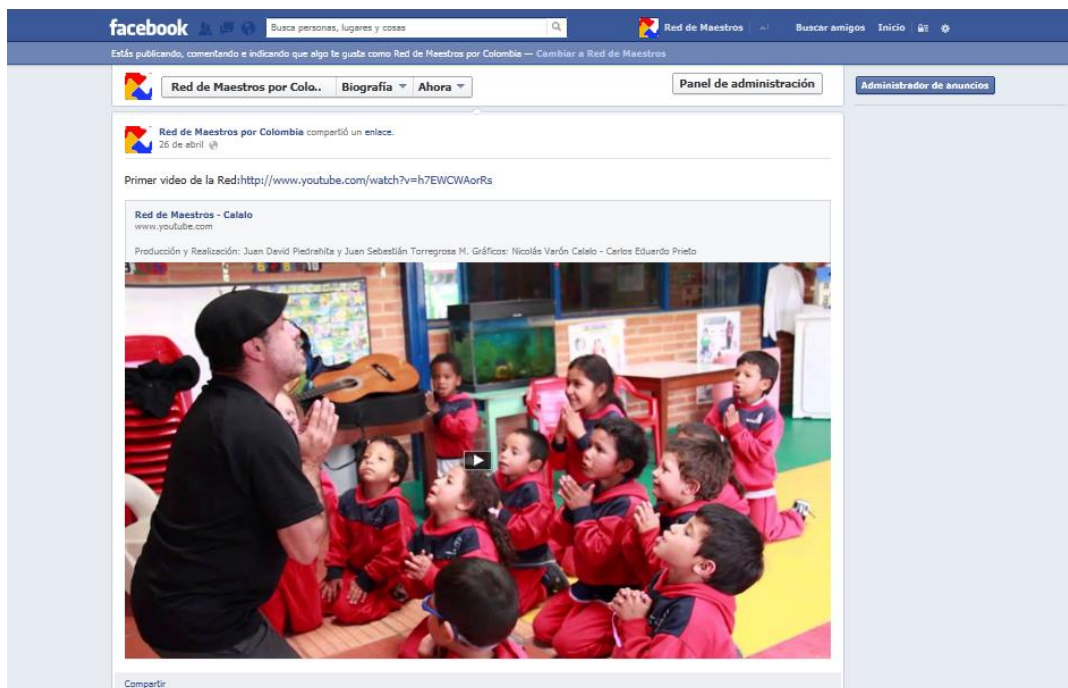 facebook
Busca personas, lugares y cosas
Red de Maestros
Buscar amigos
Inicio
Estás publicando, comentando e indicando que algo te gusta como Red de Maestros por Colombia — Cambiar a Red de Maestros
Red de Maestros por Colo..
Biografía
Ahora
Panel de administración
Administrador de anuncios
Red de Maestros por Colombia compartió un enlace.
26 de abril
Primer video de la Red:http://www.youtube.com/watch?v=h7EWCWAorRs
Red de Maestros - Calalo
www.youtube.com
Producción y Realización: Juan David Piedrahita y Juan Sebastián Torregrosa M. Gráficos: Nicolás Varón Calalo - Carlos Eduardo Prieto
Compartir